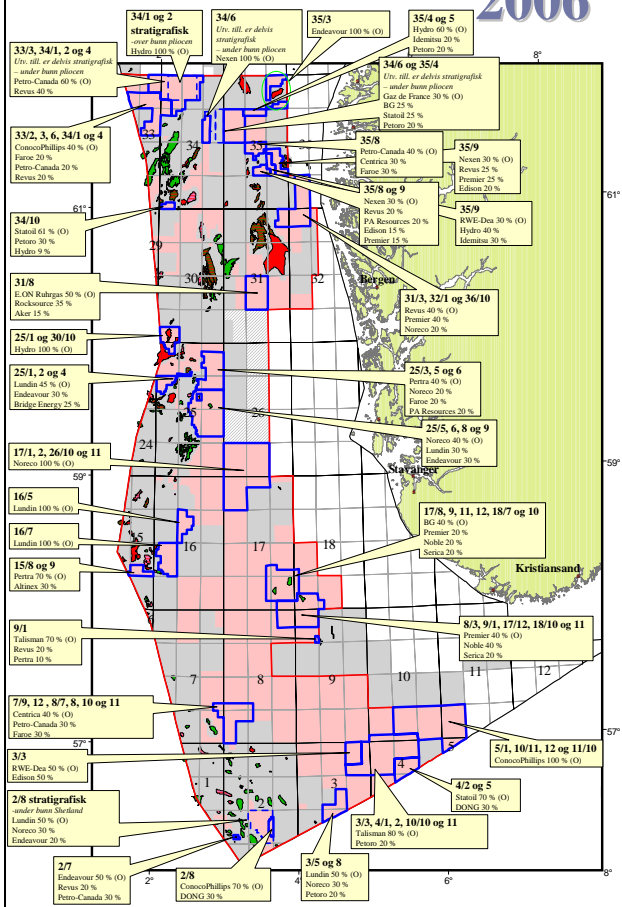 2006
34/1 og 2
stratigrafisk
-over bunn pliocen
Hydro 100% (O)
34/6
Utv. till. er delvis
stratigrafisk
– under bunn pliocen
Nexen 100% (O)
35/3
Endeavour 100% (O)
35/4 og 5
Hydro 60% (O)
Idemitsu 20%
Petoro 20%
8°
33/3, 34/1, 2 og 4
Utv. till. er delvis stratigrafisk
– under bunn pliocen
Petro-Canada 60 % (O)
Revus 40%
34/6 og 35/4
Utv. till. er delvis stratigrafisk
– under bunn pliocen
Gaz de France 30% (O)
BG 25%
Statoil 25%
Petoro 20%
33/2, 3, 6, 34/1 og 4
ConocoPhillips 40 % (O)
Faroe 20%
Petro-Canada 20%
Revus 20%
33
34
35
35/8
Petro-Canada 40% (O)
Centrica 30%
Faroe 30%
35/9
Nexen 30% (O)
Revus 25%
Premier 25%
Edison 20%
35/8 og 9
Nexen 30% (O)
Revus 20%
PA Resources 20%
Edison 15%
Premier 15%
35/9
RWE-Dea 30% (O)
Hydro 40%
Idemitsu 30%
61°
61°
34/10
Statoil 61 % (O)
Petoro 30%
Hydro 9%
29
30
31
32
Bergen
31/8
E.ON Ruhrgas 50 % (O)
Rocksource 35 %
Aker 15%
31/3, 32/1 og 36/10
Revus 40% (O)
Premier 40%
Noreco 20%
25/1 og 30/10
Hydro 100% (O)
25/1, 2 og 4
Lundin 45% (O)
Endeavour 30%
Bridge Energy 25%
25/3, 5 og 6
Pertra 40% (O)
Noreco 20%
Faroe 20%
PA Resources 20%
25
26
25/5, 6, 8 og 9
Noreco 40% (O)
Lundin 30%
Endeavour 30%
24
17/1, 2, 26/10 og 11
Noreco 100% (O)
Stavanger
59°
59°
16/5
Lundin 100% (O)
17/8, 9, 11, 12, 18/7 og 10
BG 40% (O)
Premier 20%
Noble 20%
Serica 20%
16/7
Lundin 100% (O)
15
16
17
18
15/8 og 9
Pertra 70% (O)
Altinex 30%
Kristiansand
9/1
Talisman 70% (O)
Revus 20%
Pertra 10%
8/3, 9/1, 17/12, 18/10 og 11
Premier 40% (O)
Noble 40%
Serica 20%
7
8
9
10
11
12
7/9, 12 , 8/7, 8, 10 og 11
Centrica 40% (O)
Petro-Canada 30%
Faroe 30%
57°
57°
5
5/1, 10/11, 12 og 11/10
ConocoPhillips 100% (O)
3/3
RWE-Dea 50% (O)
Edison 50%
1
2
3
4
4/2 og 5
Statoil 70% (O)
DONG 30%
2/8 stratigrafisk
-under bunn Shetland
Lundin 50% (O)
Noreco 30%
Endeavour 20%
3/3, 4/1, 2, 10/10 og 11
Talisman 80% (O)
Petoro 20%
2/7
Endeavour 50% (O)
Revus 20%
Petro-Canada 30%
2/8
ConocoPhillips 70% (O)
DONG 30%
3/5 og 8
Lundin 50% (O)
Noreco 30%
Petoro 20%
2°
4°
6°
8°